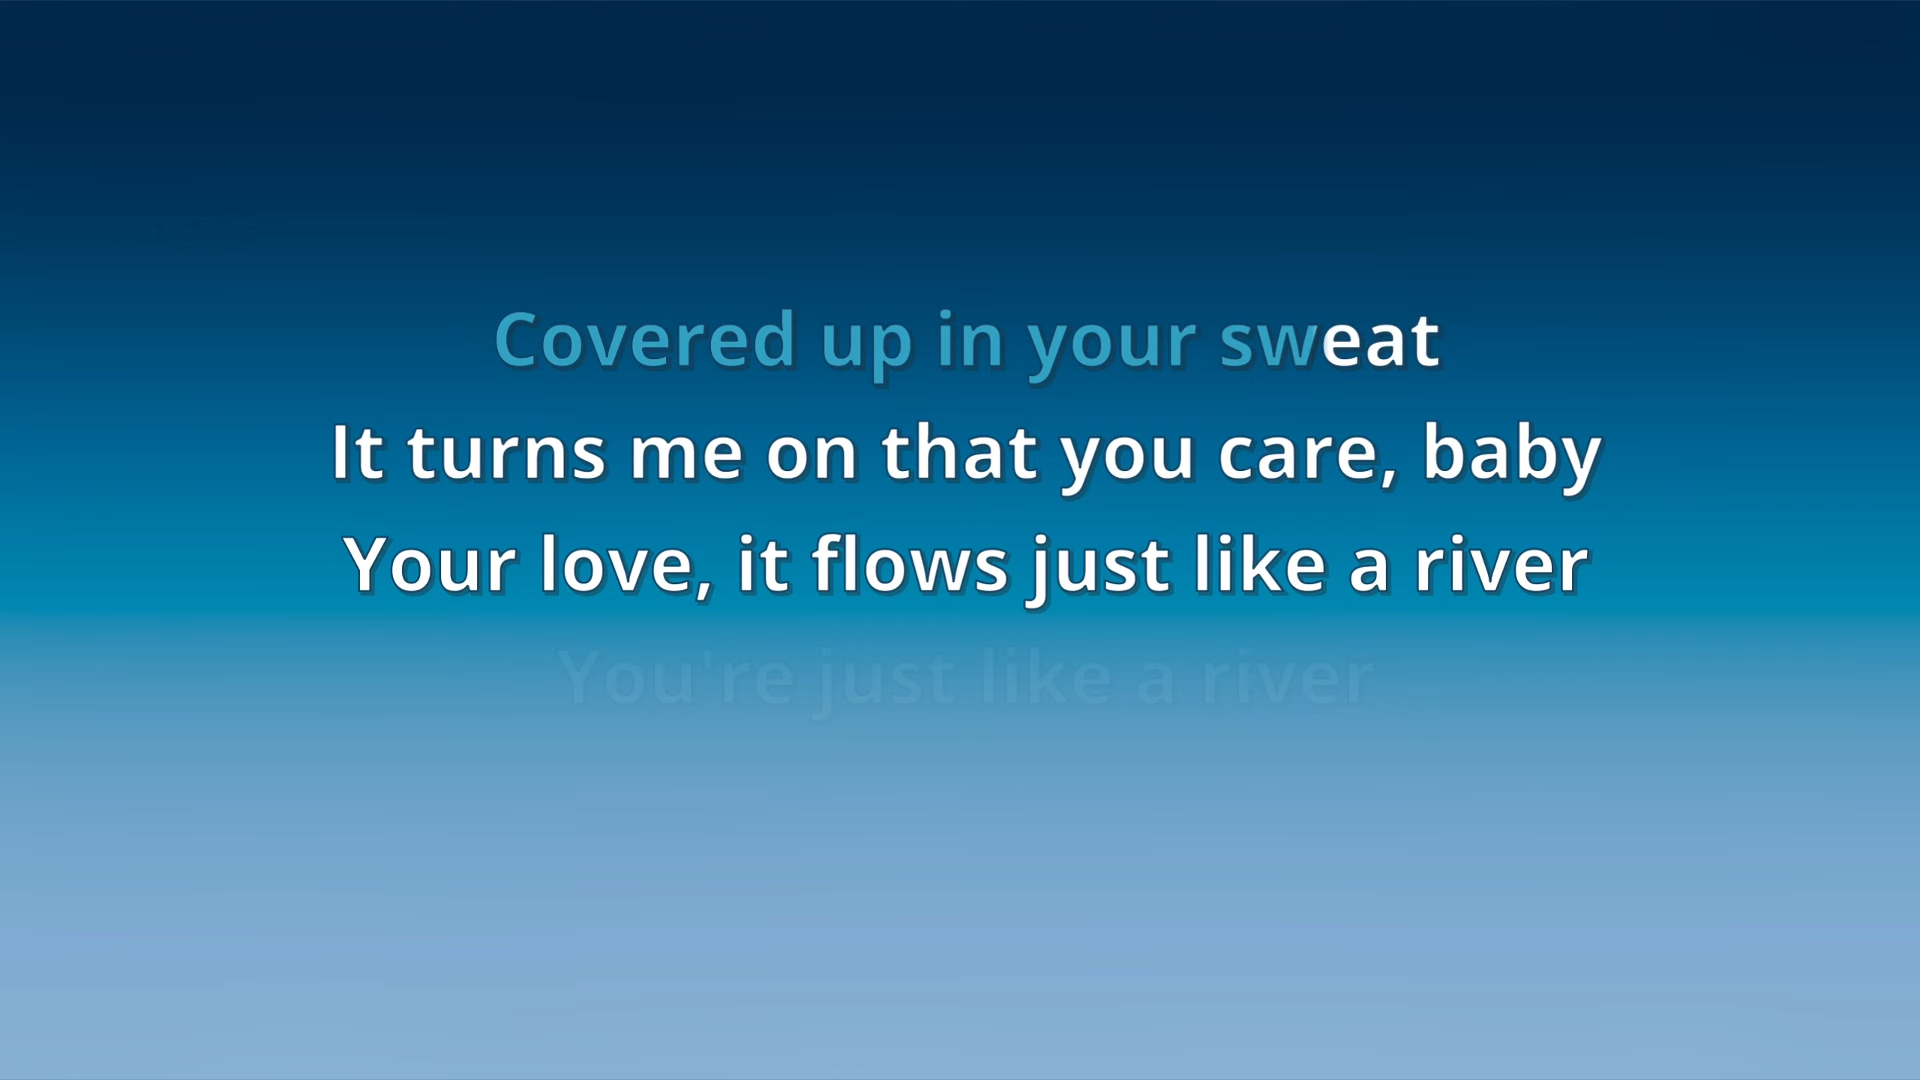 Covered up in your sweat
It turns me on that you care, baby
Your love, it flows just like a river
You're just like a river